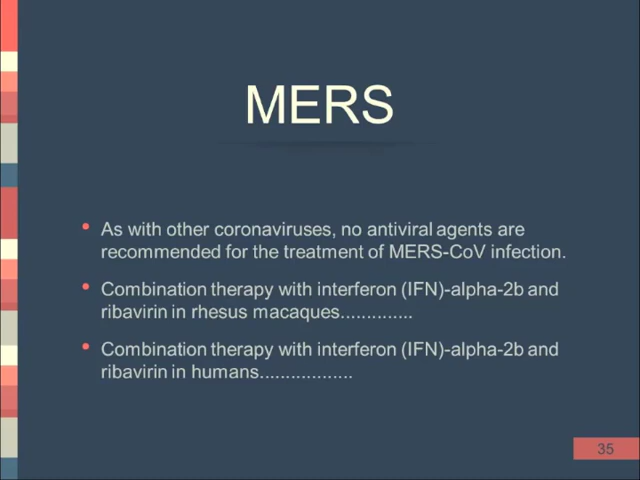 MERS
• As with other coronaviruses, no antiviral agents are
recommended for the treatment of MERS-CoV infection.
• Combination therapy with interferon (IFN)-alpha-2b and
ribavirin in rhesus macaques..............
• Combination therapy with interferon (IFN)-alpha-2b and
ribavirin in humans..................
35